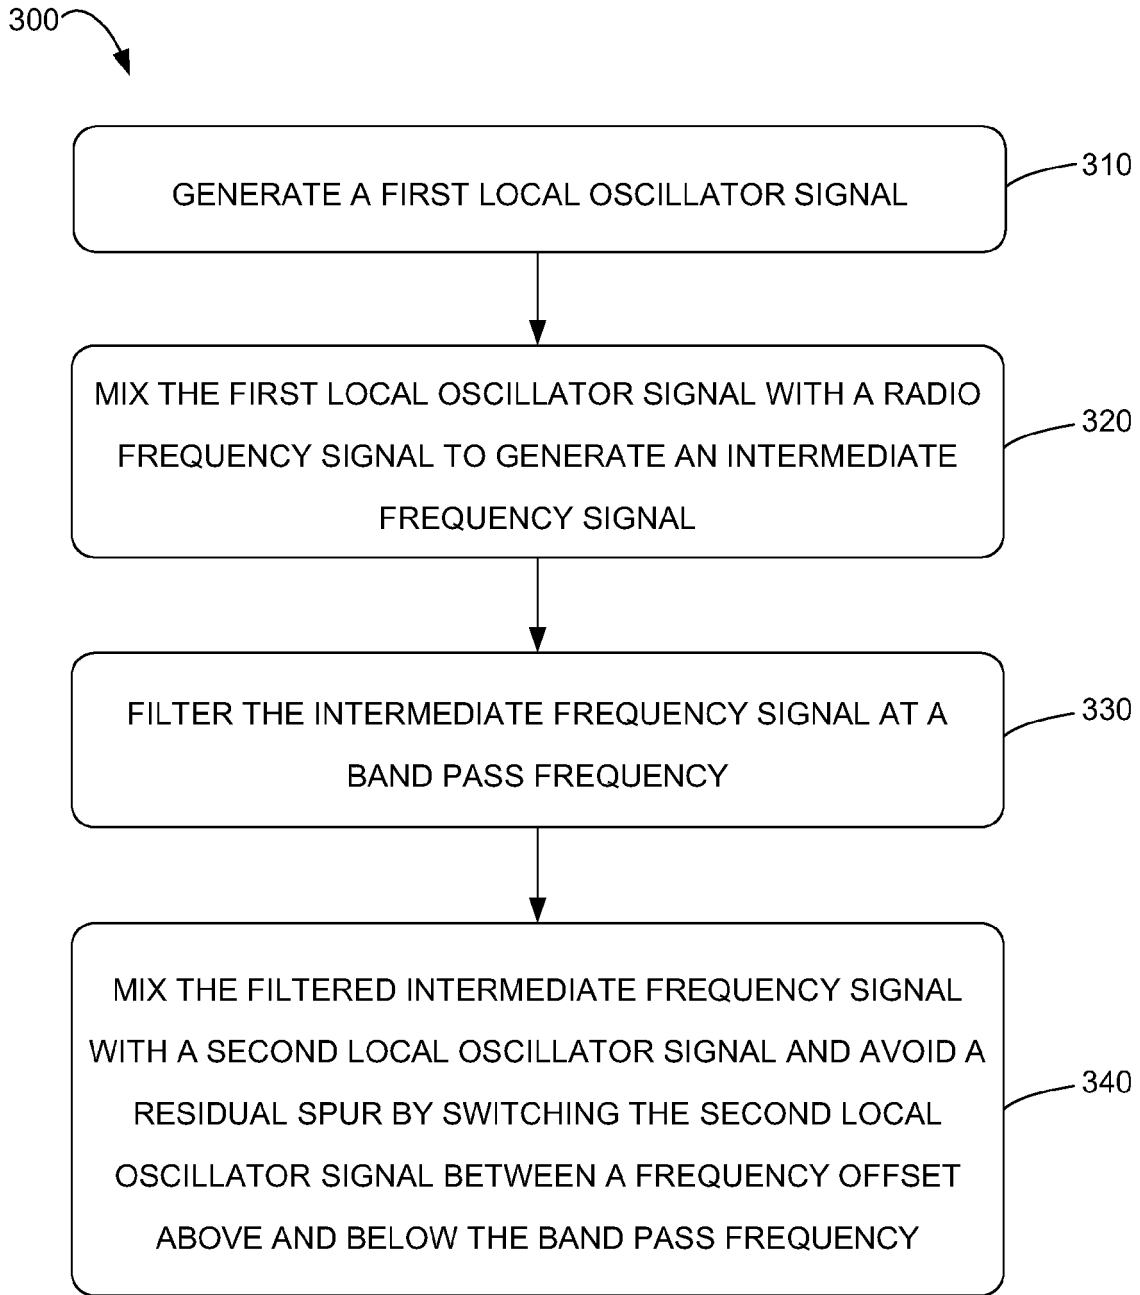 300
GENERATE A FIRST LOCAL OSCILLATOR SIGNAL
310
MIX THE FIRST LOCAL OSCILLATOR SIGNAL WITH A RADIO
FREQUENCY SIGNAL TO GENERATE AN INTERMEDIATE
FREQUENCY SIGNAL
320
FILTER THE INTERMEDIATE FREQUENCY SIGNAL AT A
BAND PASS FREQUENCY
330
MIX THE FILTERED INTERMEDIATE FREQUENCY SIGNAL
WITH A SECOND LOCAL OSCILLATOR SIGNAL AND AVOID A
RESIDUAL SPUR BY SWITCHING THE SECOND LOCAL
OSCILLATOR SIGNAL BETWEEN A FREQUENCY OFFSET
ABOVE AND BELOW THE BAND PASS FREQUENCY
340